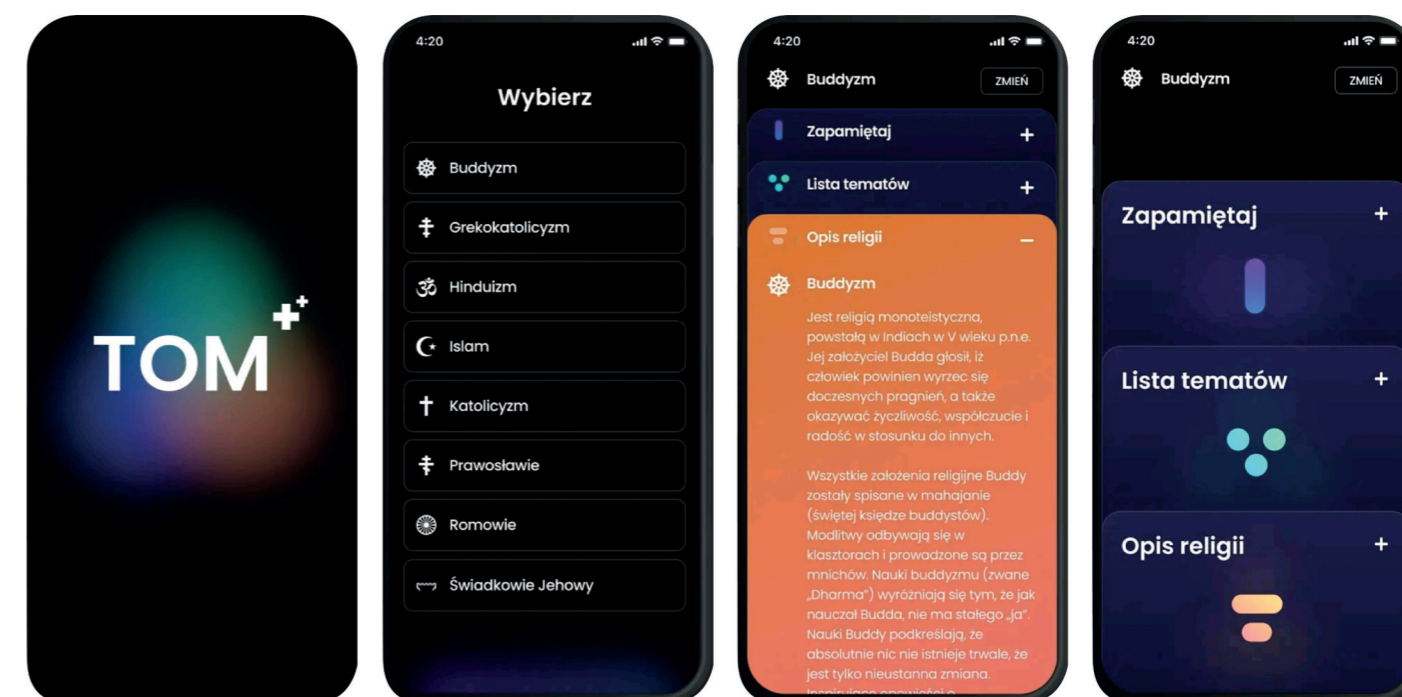 TOM
4:20
Wybierz
Buddyzm
Grekokatolicyzm
Hinduizm
Islam
Katolicyzm
Prawosławie
Romowie
Świadkowie Jehowy
4:20
Buddyzm
ZMIEŃ
Zapamiętaj
Lista tematów
Opis religii
Buddyzm
Jest religią monoteistyczna,
powstałą w Indiach w V wieku p.n.e.
Jej założyciel Budda głosił, iż
człowiek powinien wyrzec się
doczesnych pragnień, a także
okazywać życzliwość, współczucie i
radość w stosunku do innych.
Wszystkie założenia religijne Buddy
zostały spisane w mahajanie
(świętej księdze buddystów).
Modlitwy odbywają się w
klasztorach i prowadzone są przez
mnichów. Nauki buddyzmu (zwane
„Dharma") wyróżniają się tym, że jak
nauczał Budda, nie ma stałego „ja".
Nauki Buddy podkreślają, że
absolutnie nic nie istnieje trwale, że
jest tylko nieustanna zmiana.
4:20
Buddyzm
ZMIEŃ
Zapamiętaj
Lista tematów
Opis religii